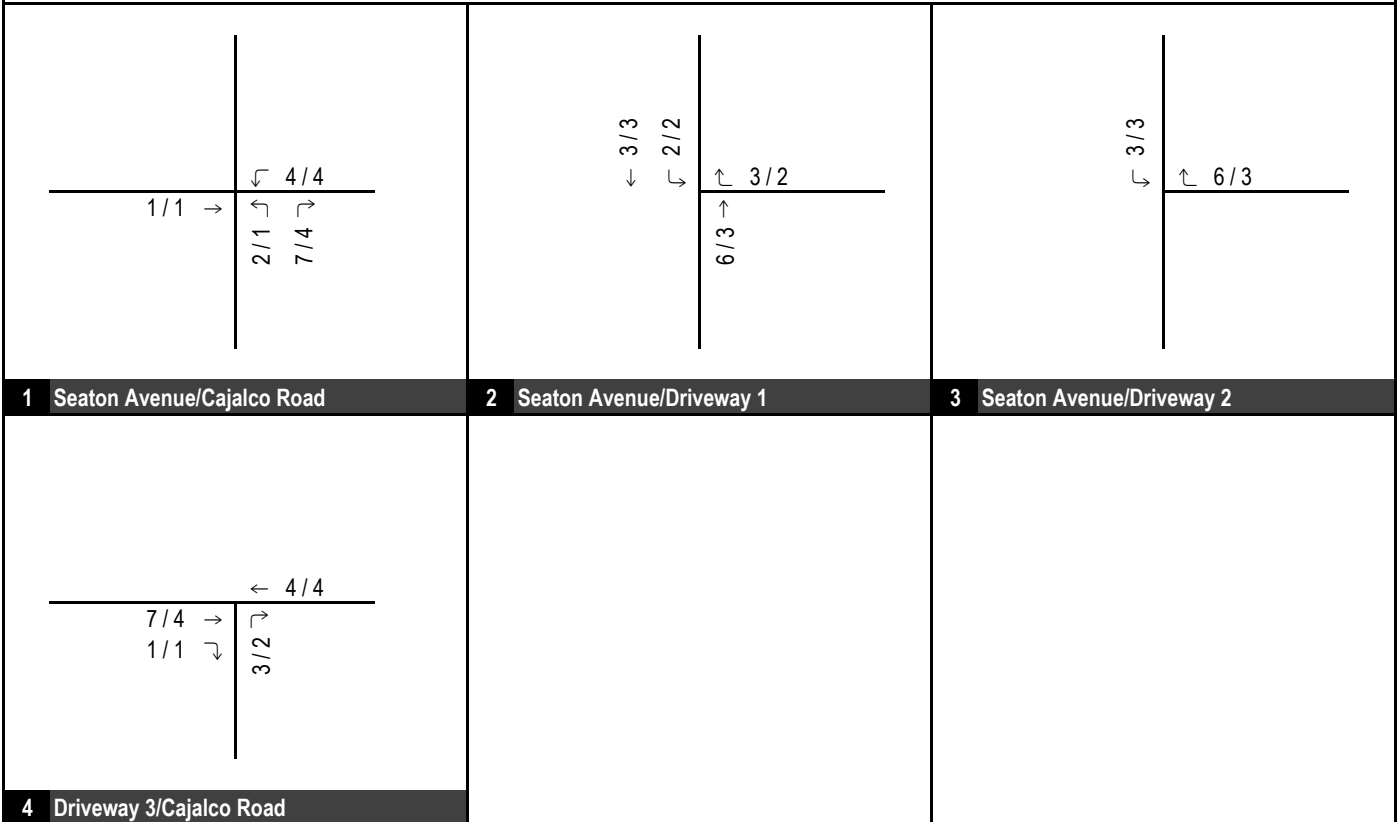 4 / 4
1 / 1
2 / 1
7 / 4
1 Seaton Avenue/Cajalco Road
3 / 3
2 / 2
3 / 2
6 / 3
2 Seaton Avenue/Driveway 1
3 / 3
6 / 3
3 Seaton Avenue/Driveway 2
4 / 4
7 / 4
1 / 1
3 / 2
4 Driveway 3/Cajalco Road